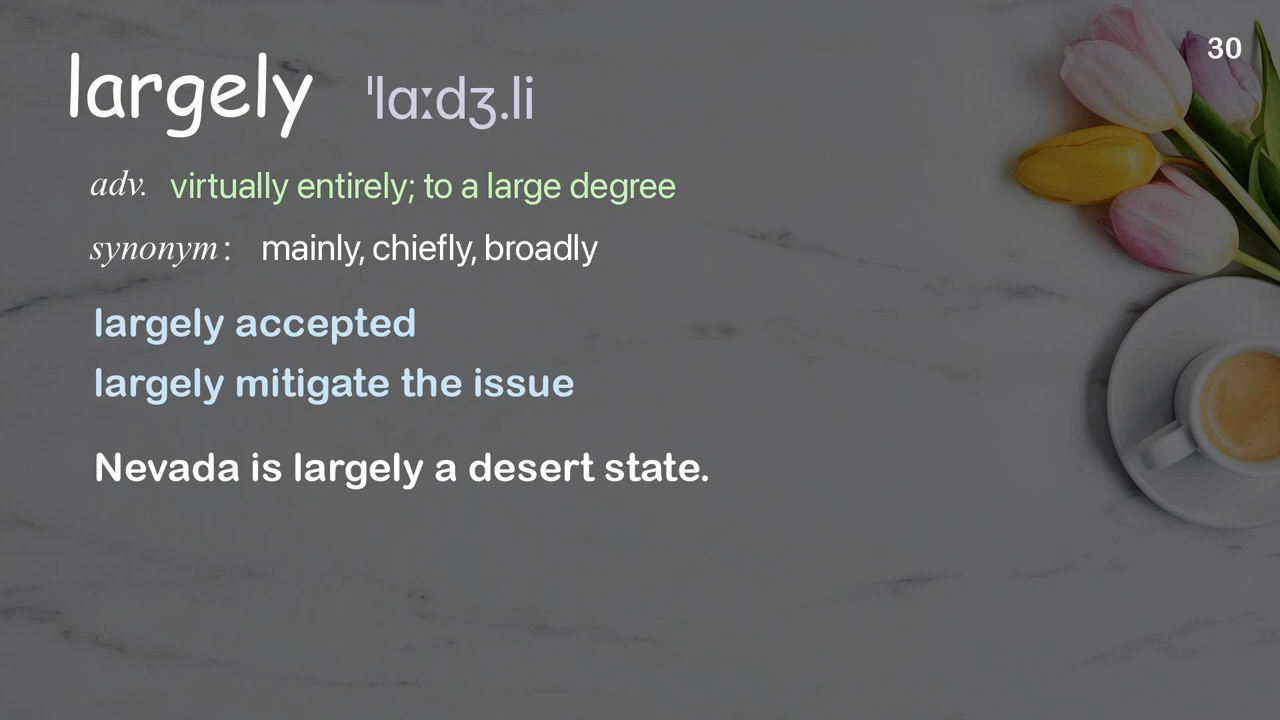 30
largely ˈlɑːdʒ.li
adv. virtually entirely; to a large degree
synonym: mainly, chiefly, broadly
largely accepted
largely mitigate the issue
Nevada is largely a desert state.